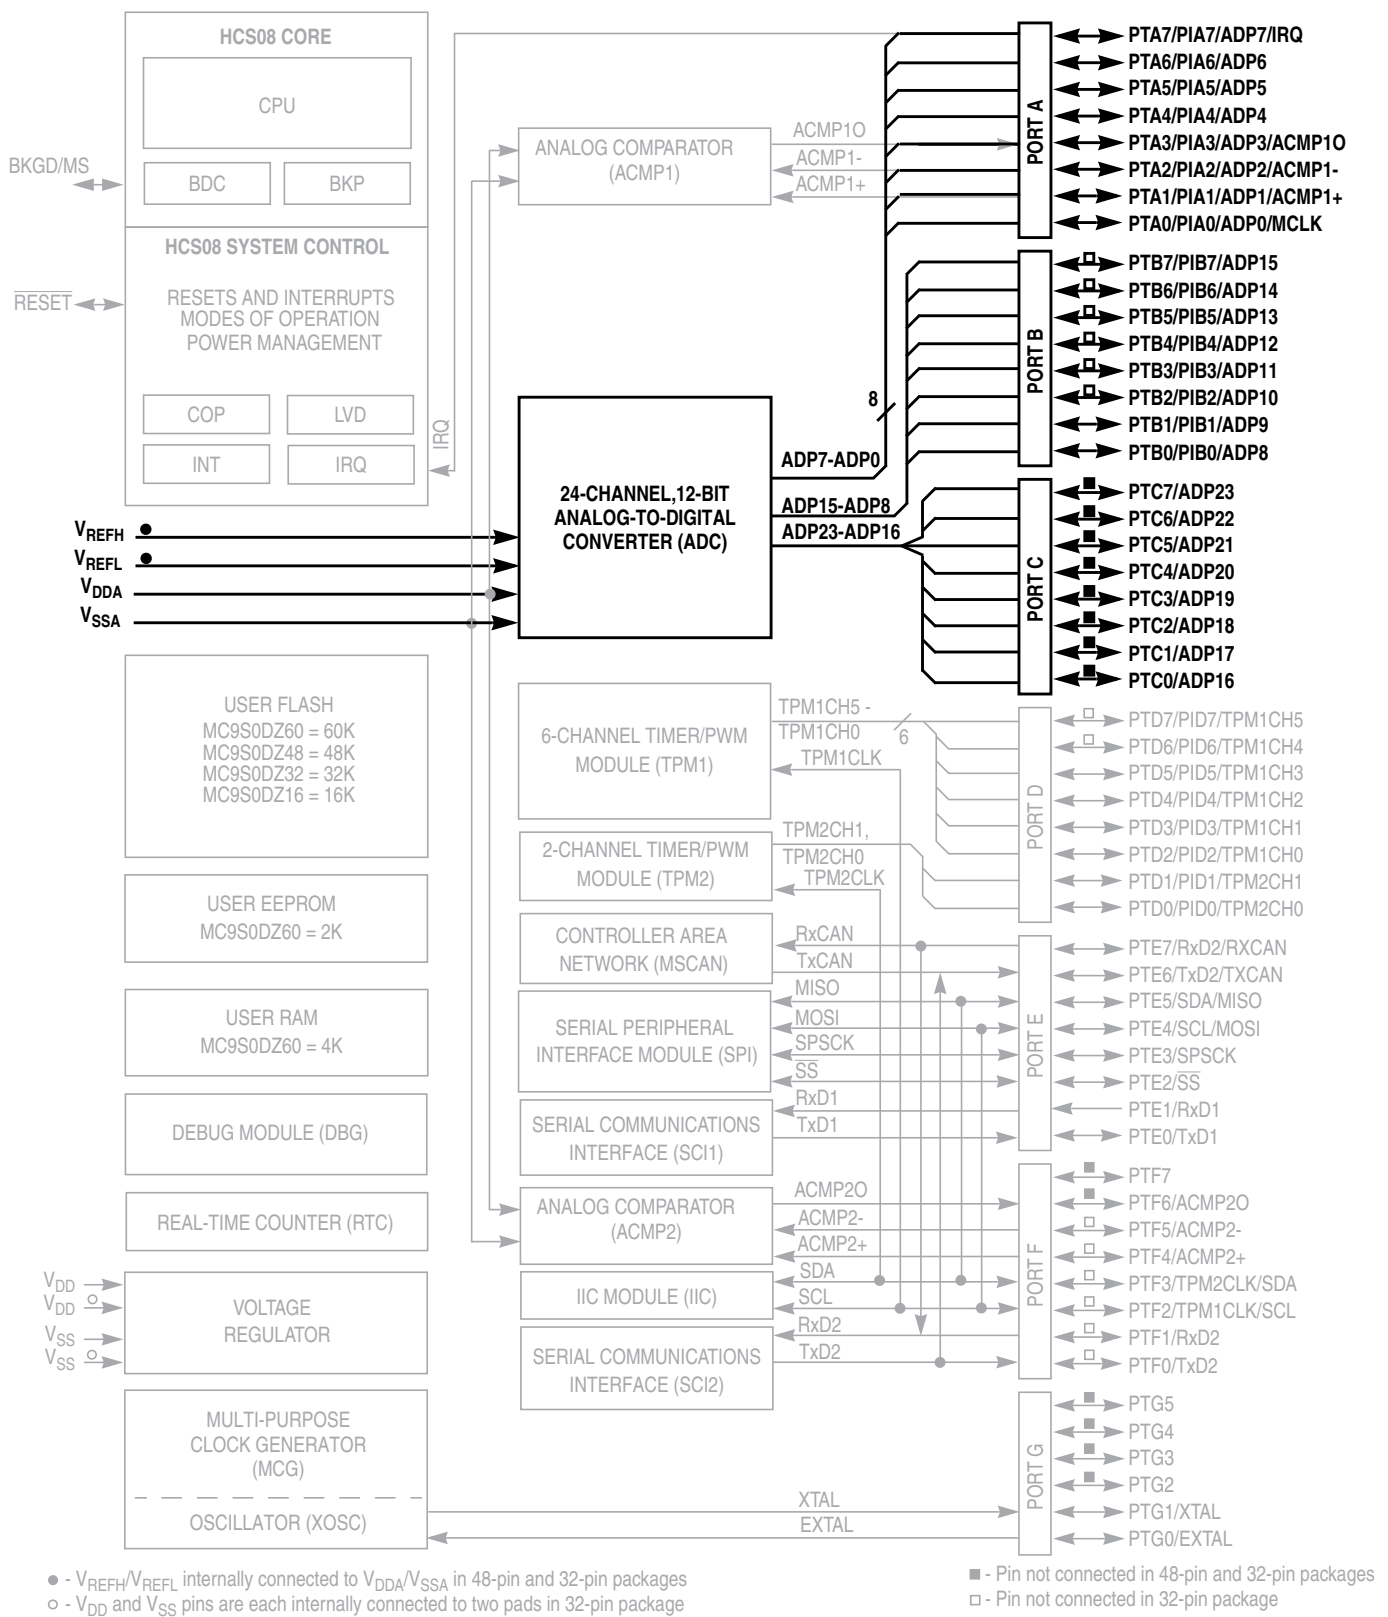 HCS08 CORE
CPU
BDC
BKP
BKGD/MS
HCS08 SYSTEM CONTROL
RESETS AND INTERRUPTS
MODES OF OPERATION
POWER MANAGEMENT
RESET
COP
LVD
INT
IRQ
IRQ
VREFH
VREFL
VDDA
VSSA
USER FLASH
MC9S0DZ60 = 60K
MC9S0DZ48 = 48K
MC9S0DZ32 = 32K
MC9S0DZ16 = 16K
USER EEPROM
MC9S0DZ60 = 2K
USER RAM
MC9S0DZ60 = 4K
DEBUG MODULE (DBG)
REAL-TIME COUNTER (RTC)
VDD
VDD
VSS
VSS
VOLTAGE
REGULATOR
MULTI-PURPOSE
CLOCK GENERATOR
(MCG)
OSCILLATOR (XOSC)
ANALOG COMPARATOR
(ACMP1)
ACMP1O
ACMP1-
ACMP1+
24-CHANNEL,12-BIT
ANALOG-TO-DIGITAL
CONVERTER (ADC)
8
ADP7-ADP0
ADP15-ADP8
ADP23-ADP16
6-CHANNEL TIMER/PWM
MODULE (TPM1)
TPM1CH5 -
TPM1CH0
6
TPM1CLK
2-CHANNEL TIMER/PWM
MODULE (TPM2)
TPM2CH1,
TPM2CH0
TPM2CLK
CONTROLLER AREA
NETWORK (MSCAN)
RxCAN
TxCAN
SERIAL PERIPHERAL
INTERFACE MODULE (SPI)
MISO
MOSI
SPSCK
SS
SERIAL COMMUNICATIONS
INTERFACE (SCI1)
RxD1
TxD1
ANALOG COMPARATOR
(ACMP2)
ACMP2O
ACMP2-
ACMP2+
IIC MODULE (IIC)
SDA
SCL
SERIAL COMMUNICATIONS
INTERFACE (SCI2)
RxD2
TxD2
XTAL
EXTAL
PORT A
PTA7/PIA7/ADP7/IRQ
PTA6/PIA6/ADP6
PTA5/PIA5/ADP5
PTA4/PIA4/ADP4
PTA3/PIA3/ADP3/ACMP1O
PTA2/PIA2/ADP2/ACMP1-
PTA1/PIA1/ADP1/ACMP1+
PTA0/PIA0/ADP0/MCLK
PORT B
PTB7/PIB7/ADP15
PTB6/PIB6/ADP14
PTB5/PIB5/ADP13
PTB4/PIB4/ADP12
PTB3/PIB3/ADP11
PTB2/PIB2/ADP10
PTB1/PIB1/ADP9
PTB0/PIB0/ADP8
PORT C
PTC7/ADP23
PTC6/ADP22
PTC5/ADP21
PTC4/ADP20
PTC3/ADP19
PTC2/ADP18
PTC1/ADP17
PTC0/ADP16
PORT D
PTD7/PID7/TPM1CH5
PTD6/PID6/TPM1CH4
PTD5/PID5/TPM1CH3
PTD4/PID4/TPM1CH2
PTD3/PID3/TPM1CH1
PTD2/PID2/TPM1CH0
PTD1/PID1/TPM2CH1
PTD0/PID0/TPM2CH0
PORT E
PTE7/RxD2/RXCAN
PTE6/TxD2/TXCAN
PTE5/SDA/MISO
PTE4/SCL/MOSI
PTE3/SPSCK
PTE2/SS
PTE1/RxD1
PTE0/TxD1
PORT F
PTF7
PTF6/ACMP2O
PTF5/ACMP2-
PTF4/ACMP2+
PTF3/TPM2CLK/SDA
PTF2/TPM1CLK/SCL
PTF1/RxD2
PTF0/TxD2
PORT G
PTG5
PTG4
PTG3
PTG2
PTG1/XTAL
PTG0/EXTAL
● - VREFH/VREFL internally connected to VDDA/VSSA in 48-pin and 32-pin packages
○ - VDD and VSS pins are each internally connected to two pads in 32-pin package
■ - Pin not connected in 48-pin and 32-pin packages
□ - Pin not connected in 32-pin package